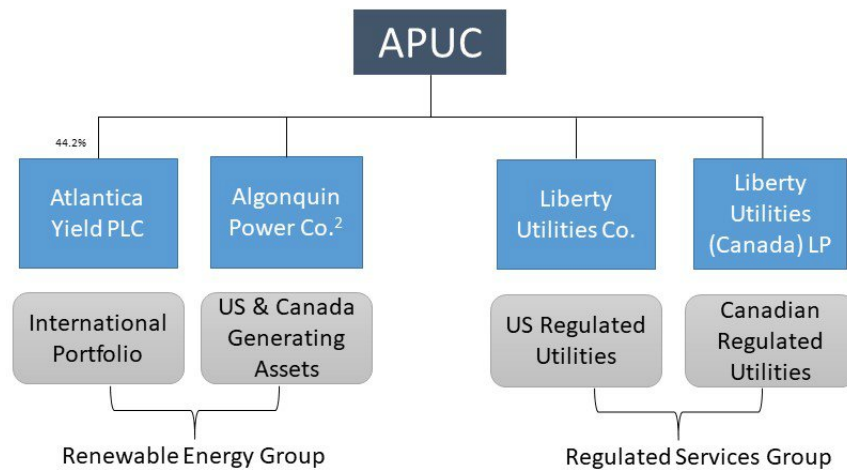 APUC
44.2%
Atlantica
Yield PLC
Algonquin
Power Co.²
Liberty
Utilities Co.
Liberty
Utilities
(Canada) LP
International
Portfolio
US & Canada
Generating
Assets
US Regulated
Utilities
Canadian
Regulated
Utilities
Renewable Energy Group
Regulated Services Group